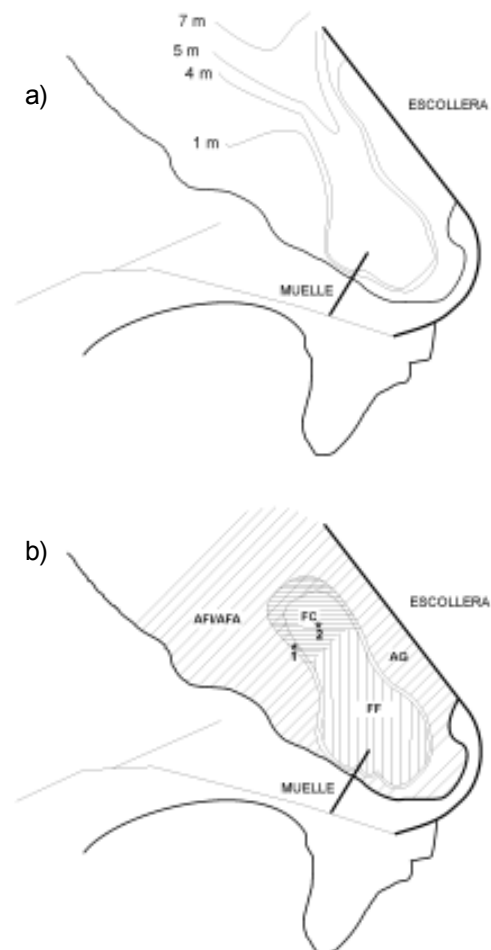 7 m
5 m
4 m
a)
ESCOLLERA
1 m
MUELLE
b)
ESCOLLERA
AFI/AFA
FC
2
1
AG
FF
MUELLE